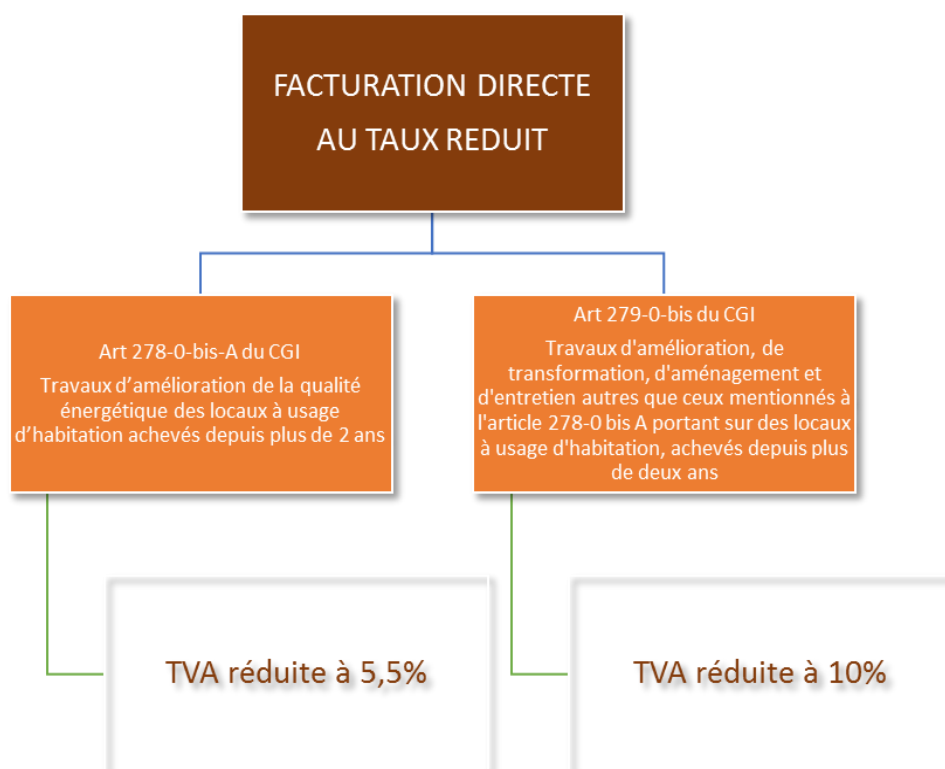 FACTURATION DIRECTE
AU TAUX REDUIT
Art 278-0-bis-A du CGI
Travaux d’amélioration de la qualité
énergétique des locaux à usage
d’habitation achevés depuis plus de 2 ans
Art 279-0-bis du CGI
Travaux d'amélioration, de
transformation, d'aménagement et
d'entretien autres que ceux mentionnés à
l'article 278-0 bis A portant sur des locaux
à usage d'habitation, achevés depuis plus
de deux ans
TVA réduite à 5,5%
TVA réduite à 10%